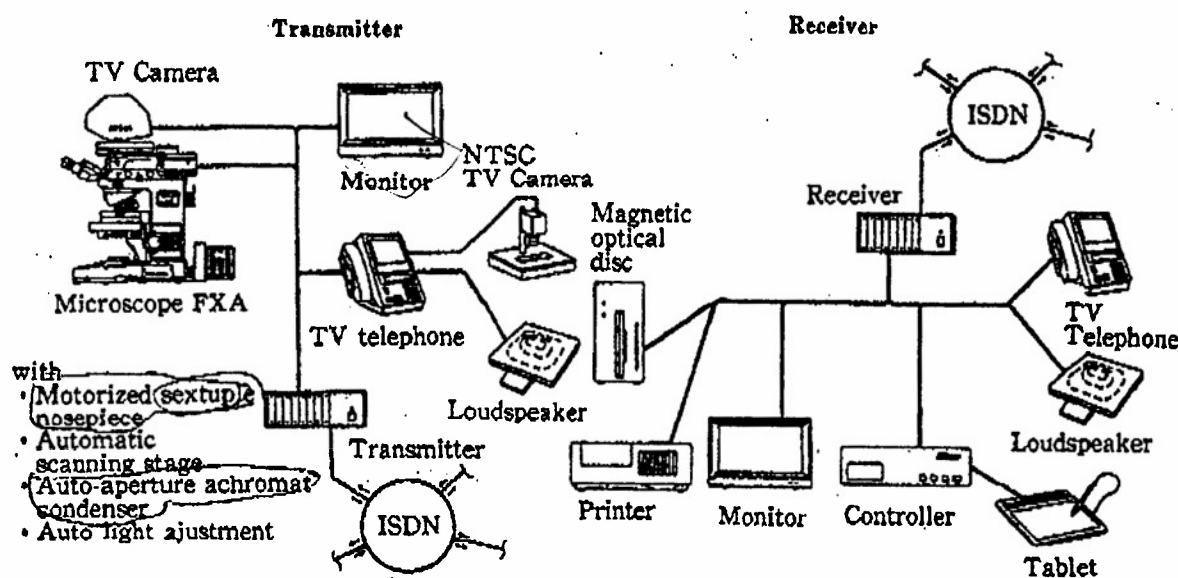 Transmitter
Receiver
TV Camera
ISDN
Monitor
NTSC
TV Camera
Receiver
Magnetic
optical
disc
Microscope FXA
TV telephone
TV
Telephone
with
• Motorized sextuple
nosepiece
• Automatic
scanning stage
• Auto-aperture achromat
condenser
• Auto light ajustment
Loudspeaker
Transmitter
ISDN
Printer
Monitor
Controller
Loudspeaker
Tablet